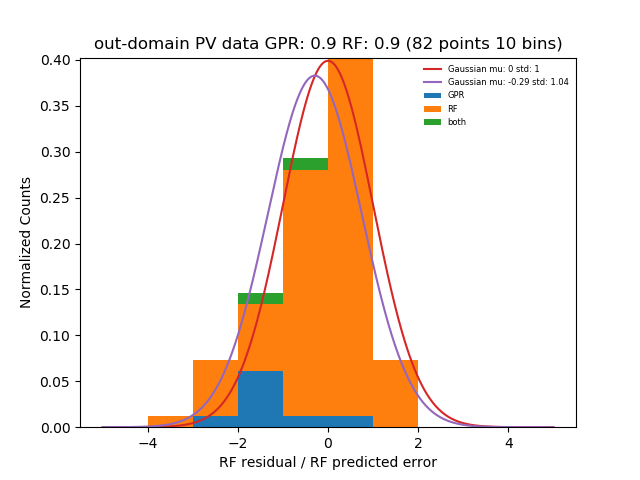 out-domain PV data GPR: 0.9 RF: 0.9 (82 points 10 bins)
Gaussian mu: 0 std: 1
Gaussian mu: -0.29 std: 1.04
GPR
RF
both
0.40
0.35
0.30
0.25
0.20
0.15
0.10
0.05
0.00
Normalized Counts
−4 −2 0 2 4
RF residual / RF predicted error